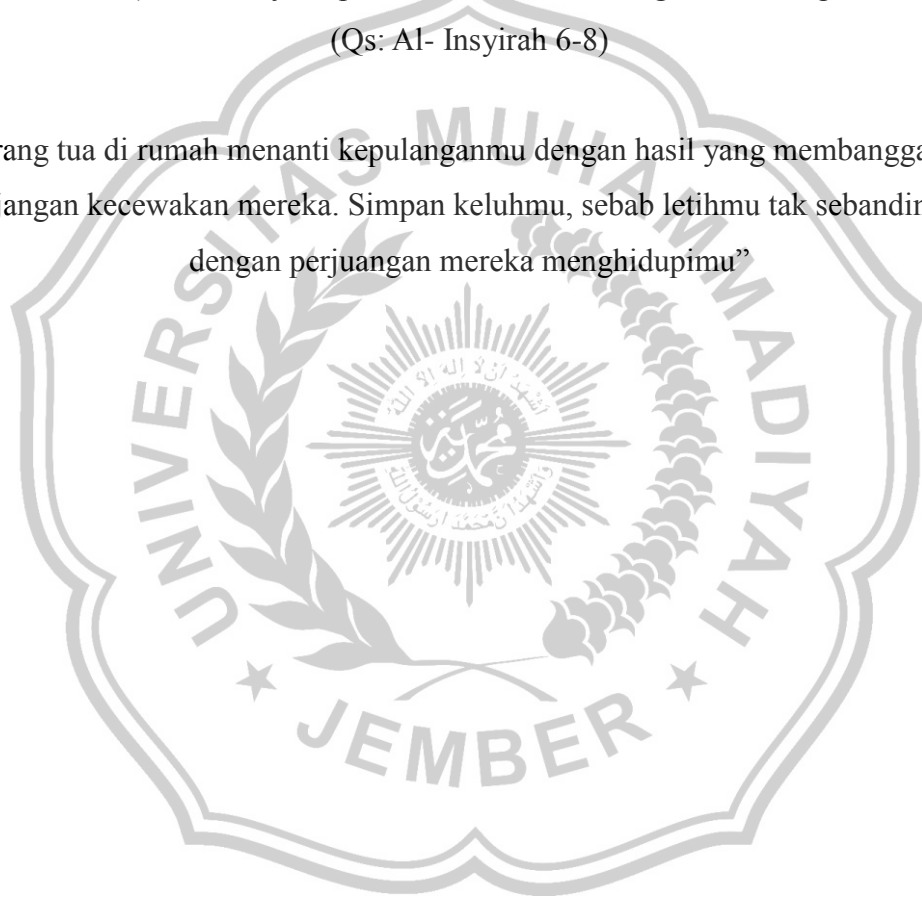 (Qs: Al- Insyirah 6-8)
rang tua di rumah menanti kepulanganmu dengan hasil yang membangga
jangan kecewakan mereka. Simpan keluhmu, sebab letihmu tak sebandin
dengan perjuangan mereka menghidupimu”
UNIVERSITAS MUHAMMADIYAH
JEMBER